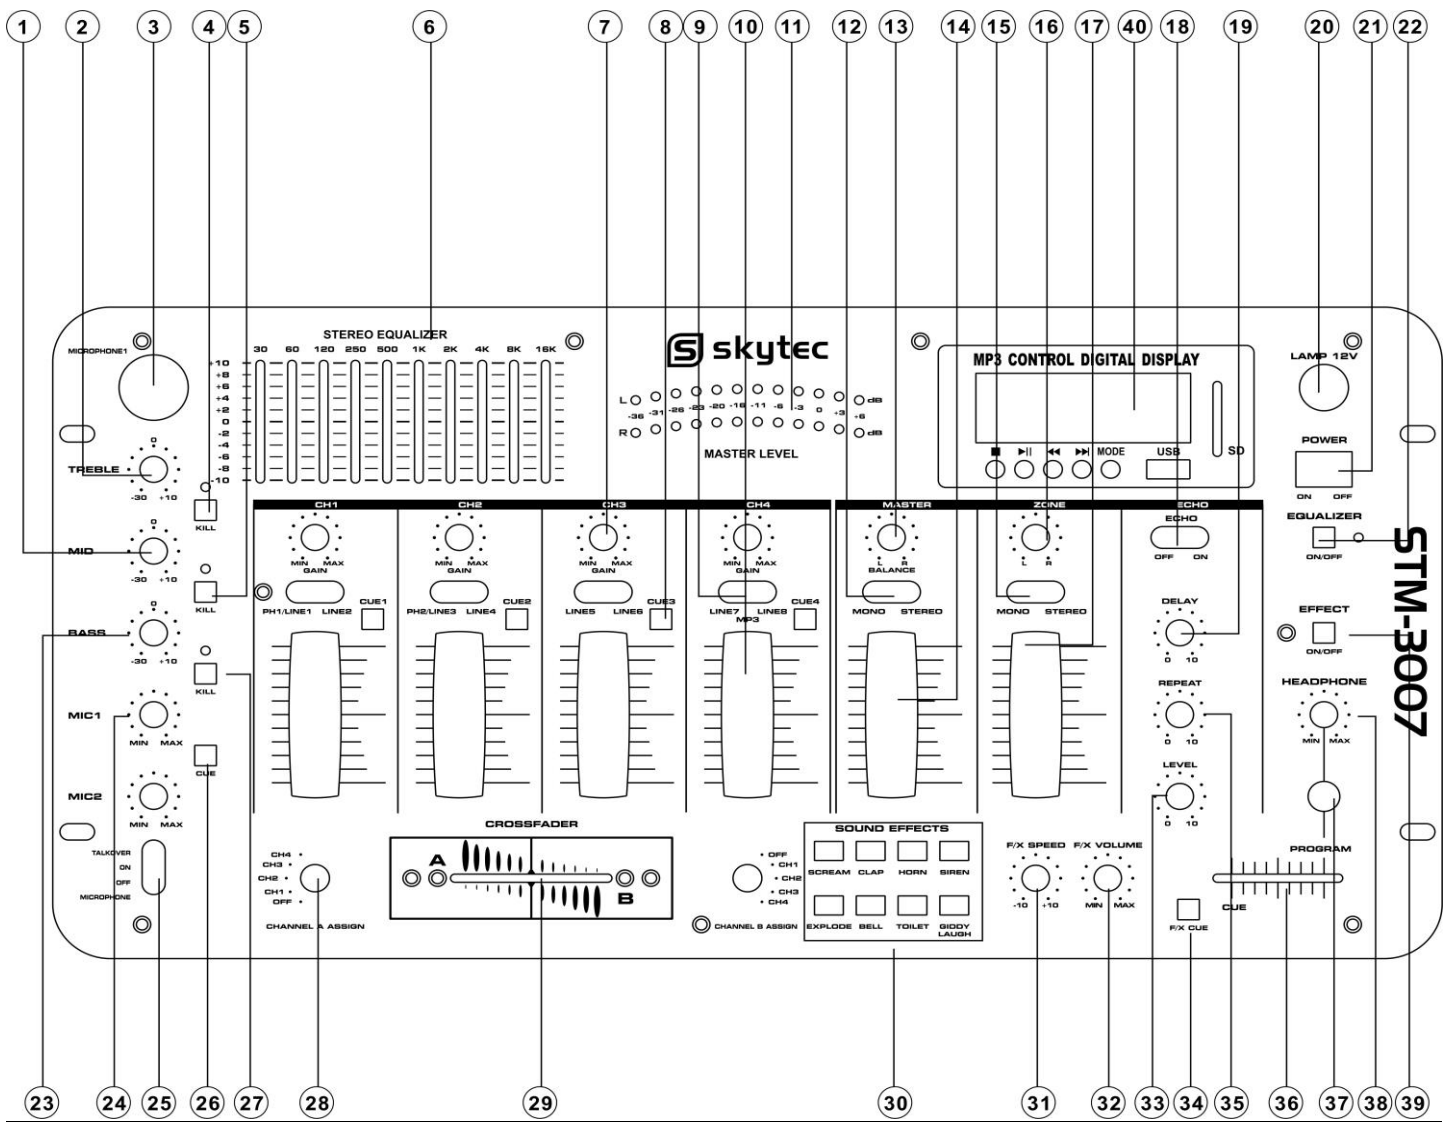 1 2 3 4 5 6 7 8 9 10 11 12 13 14 15 16 17 40 18 19 20 21 22
STEREO EQUALIZER
30 60 120 250 500 1K 2K 4K 8K 16K
+10
+8
+6
+4
+2
0
-2
-4
-6
-8
-10
MICROPHONE1
skytec
L dB
-36 -31 -26 -23 -20 -16 -11 -6 -3 0 +3 +6
R dB
MASTER LEVEL
MP3 CONTROL DIGITAL DISPLAY
MODE USB SD
LAMP 12V
POWER
ON OFF
EQUALIZER
ON/OFF
EFFECT
ON/OFF
STM-3007
0
TREBLE
-30 +10
KILL
0
MID
-30 +10
KILL
0
BASS
-30 +10
KILL
MIC1
MIN MAX
CUE
MIC2
MIN MAX
TALKOVER
ON
OFF
MICROPHONE
CH1 CH2 CH3 CH4 MASTER ZONE ECHO
MIN MAX
GAIN
PH1/LINE1 LINE2
CUE1
MIN MAX
GAIN
PH2/LINE3 LINE4
CUE2
MIN MAX
GAIN
LINE5 LINE6
CUE3
MIN MAX
GAIN
LINE7 LINE8
MP3
CUE4
L R
BALANCE
MONO STEREO
L R
MONO STEREO
ECHO
OFF ON
DELAY
0 10
REPEAT
0 10
LEVEL
0 10
HEADPHONE
MIN MAX
CROSSFADER
A
B
CH4
CH3
CH2
CH1
OFF
CHANNEL A ASSIGN
OFF
CH1
CH2
CH3
CH4
CHANNEL B ASSIGN
SOUND EFFECTS
SCREAM CLAP HORN SIREN
EXPLODE BELL TOILET GIDDY
LAUGH
F/X SPEED
-10 +10
F/X VOLUME
MIN MAX
PROGRAM
CUE
F/X CUE
23 24 25 26 27 28 29 30 31 32 33 34 35 36 37 38 39